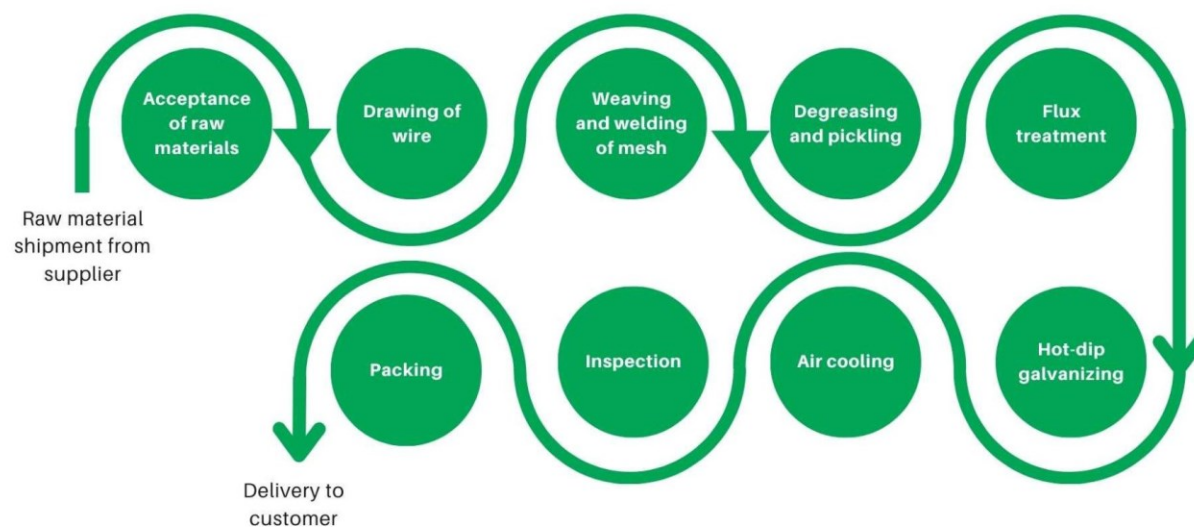 Acceptance
of raw
materials
Drawing of
wire
Weaving
and welding
of mesh
Degreasing
and pickling
Flux
treatment
Raw material
shipment from
supplier
Hot-dip
galvanizing
Air cooling
Inspection
Packing
Delivery to
customer